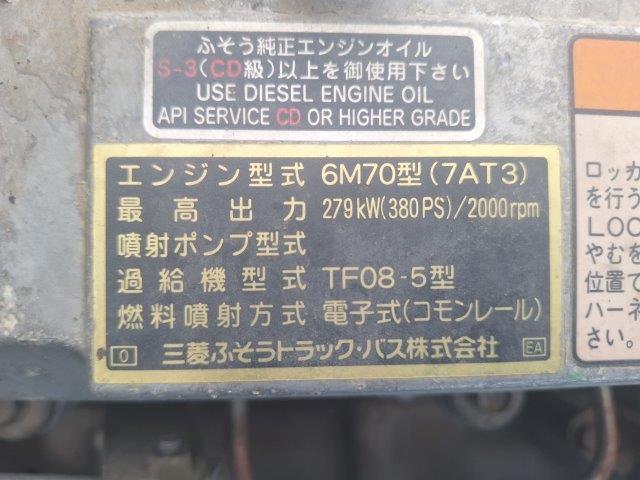 ふそう純正エンジンオイル
S-3(CD級)以上を御使用下さい
USE DIESEL ENGINE OIL
API SERVICE CD OR HIGHER GRADE
エンジン型式 6M70型(7AT3)
最高出力 279kW(380PS)/2000rpm
噴射ポンプ型式
過給機型式 TF08-5型
燃料噴射方式 電子式(コモンレール)
0 三菱ふそうトラック・バス株式会社 EA
ロッカ
を行う
LOC
やむを
位置で
ハーネ
さい。